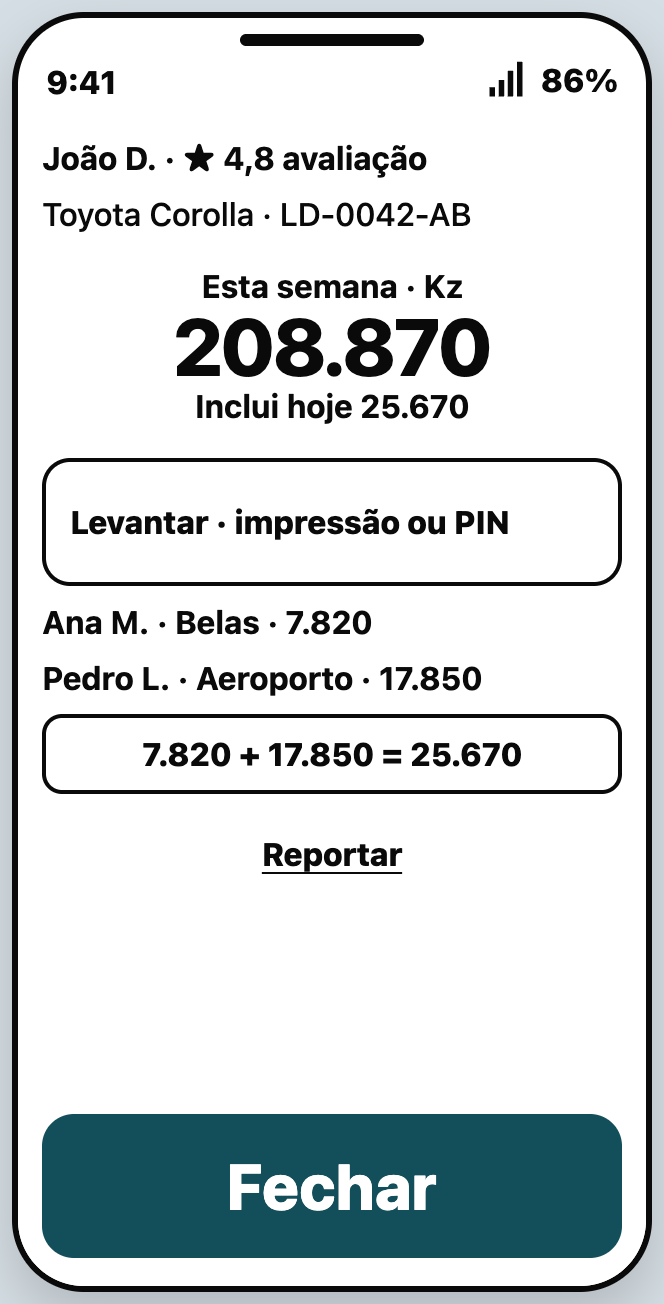 9:41 86%
João D. · ★ 4,8 avaliação
Toyota Corolla · LD-0042-AB
Esta semana · Kz
208.870
Inclui hoje 25.670
Levantar · impressão ou PIN
Ana M. · Belas · 7.820
Pedro L. · Aeroporto · 17.850
7.820 + 17.850 = 25.670
Reportar
Fechar